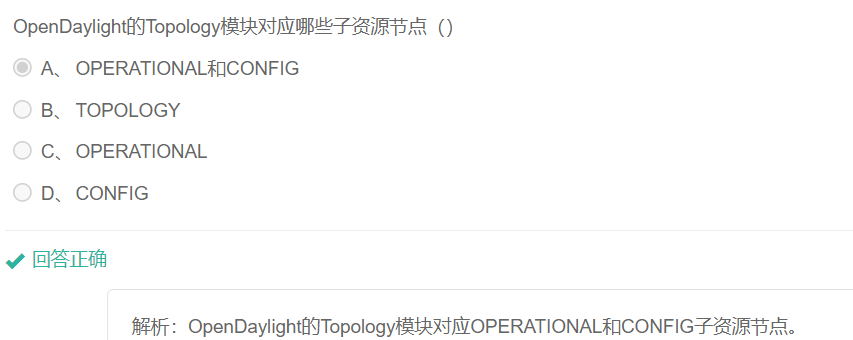 OpenDaylight的Topology模块对应哪些子资源节点（）
A、 OPERATIONAL和CONFIG
B、 TOPOLOGY
C、 OPERATIONAL
D、 CONFIG
回答正确
解析：OpenDaylight的Topology模块对应OPERATIONAL和CONFIG子资源节点。